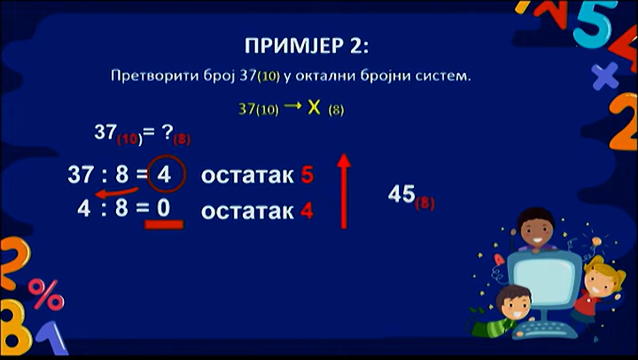 ПРИМЈЕР 2:
Претворити број 37(10) у октални бројни систем.
37(10) → X (8)
37(10)= ?(8)
37 : 8 = 4 остатак 5
4 : 8 = 0 остатак 4
45(8)